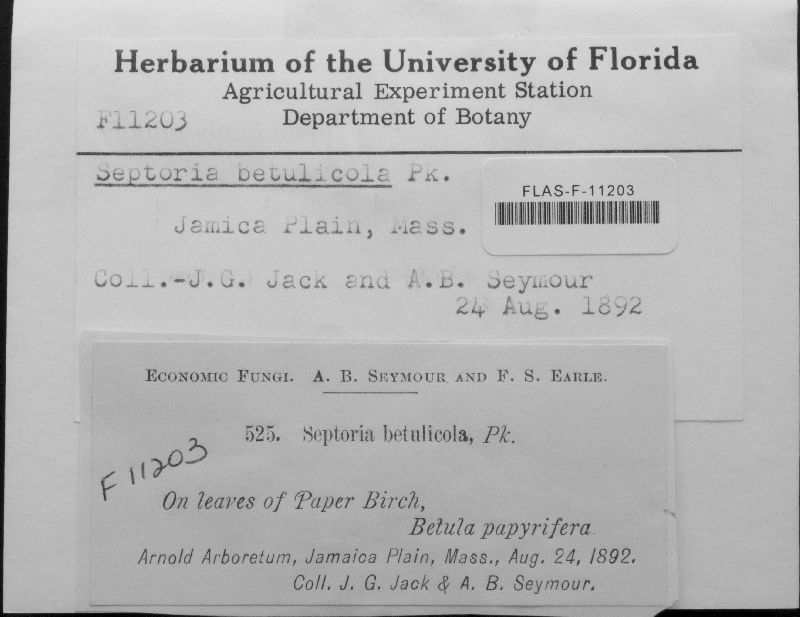 Herbarium of the University of Florida
Agricultural Experiment Station
F11203
Department of Botany
Septoria betulicola Pk.
FLAS-F-11203
Jamica Plain, Mass.
Coll.-J.G. Jack and A.B. Seymour
24 Aug. 1892
Economic Fungi. A. B. Seymour and F. S. Earle.
525. Septoria betulicola, Pk.
F11203
On leaves of Paper Birch,
Betula papyrifera.
Arnold Arboretum, Jamaica Plain, Mass., Aug. 24, 1892.
Coll. J. G. Jack & A. B. Seymour.